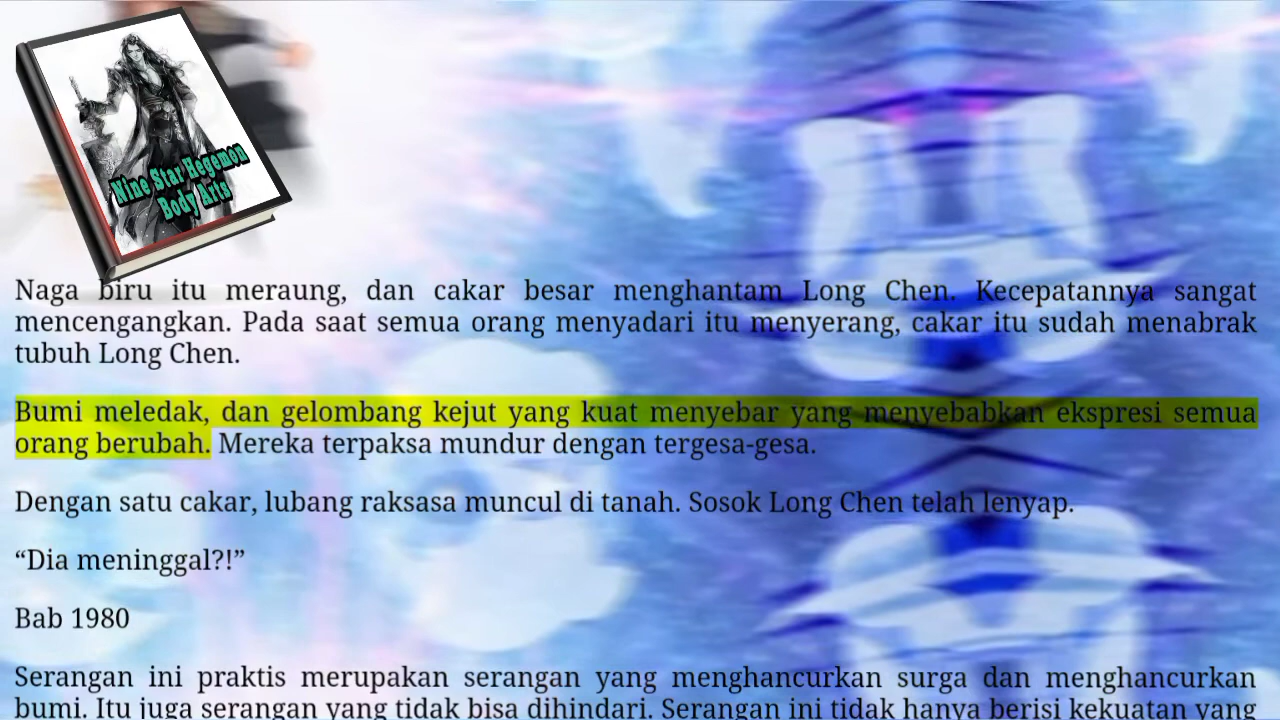 Nine Star Hegemon
Body Arts
Naga biru itu meraung, dan cakar besar menghantam Long Chen. Kecepatannya sangat
mencengangkan. Pada saat semua orang menyadari itu menyerang, cakar itu sudah menabrak
tubuh Long Chen.
Bumi meledak, dan gelombang kejut yang kuat menyebar yang menyebabkan ekspresi semua
orang berubah. Mereka terpaksa mundur dengan tergesa-gesa.
Dengan satu cakar, lubang raksasa muncul di tanah. Sosok Long Chen telah lenyap.
“Dia meninggal?!”
Bab 1980
Serangan ini praktis merupakan serangan yang menghancurkan surga dan menghancurkan
bumi. Itu juga serangan yang tidak bisa dihindari. Serangan ini tidak hanya berisi kekuatan yang